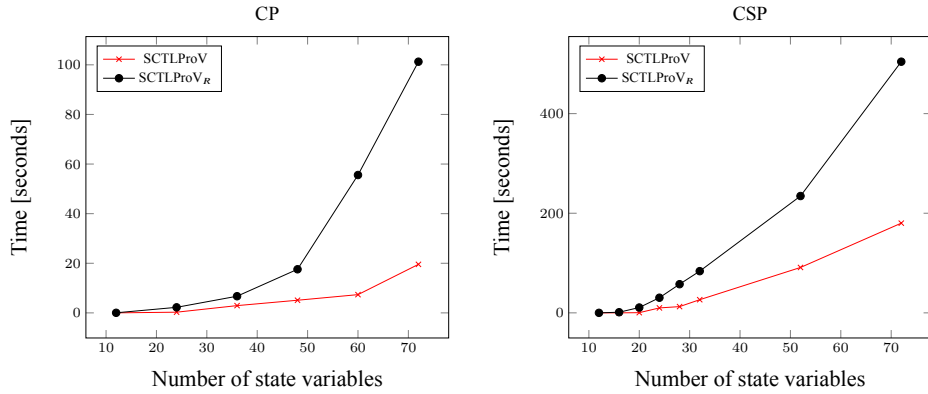 CP
SCTLProV
SCTLProV_R
100
80
60
40
20
0
10 20 30 40 50 60 70
Time [seconds]
Number of state variables
CSP
SCTLProV
SCTLProV_R
400
200
0
10 20 30 40 50 60 70
Time [seconds]
Number of state variables